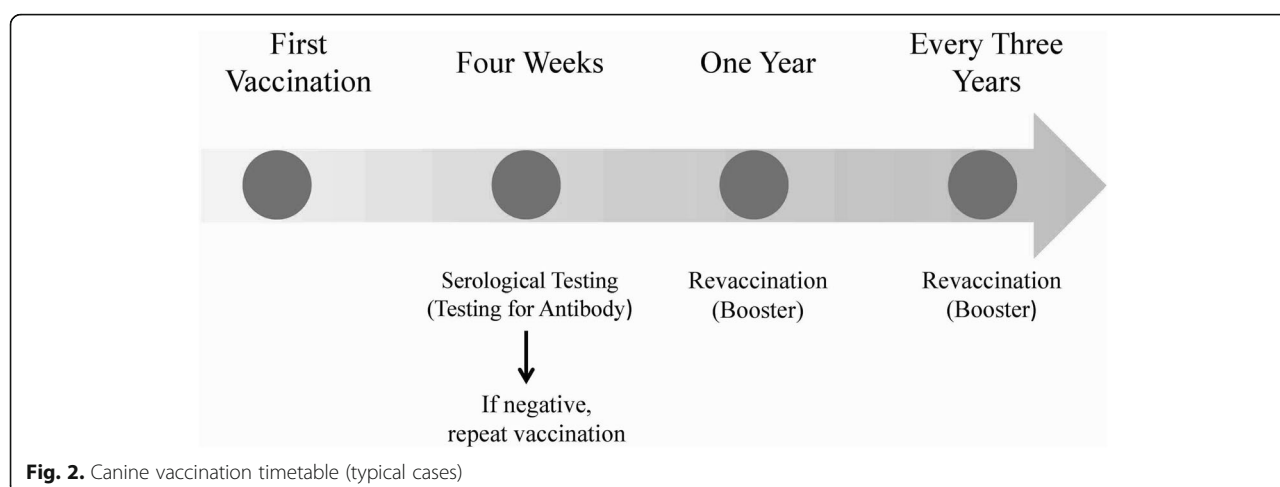 First
Vaccination
Four Weeks
One Year
Every Three
Years
Serological Testing
(Testing for Antibody)
If negative,
repeat vaccination
Revaccination
(Booster)
Revaccination
(Booster)
Fig. 2. Canine vaccination timetable (typical cases)